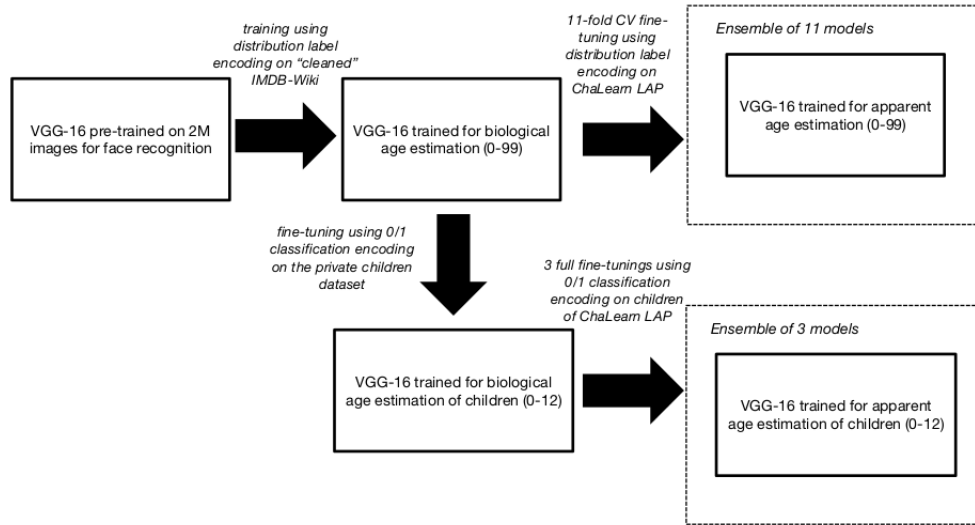 training using
distribution label
encoding on “cleaned”
IMDB-Wiki
11-fold CV fine-
tuning using
distribution label
encoding on
ChaLearn LAP
Ensemble of 11 models
VGG-16 pre-trained on 2M
images for face recognition
VGG-16 trained for biological
age estimation (0-99)
VGG-16 trained for apparent
age estimation (0-99)
fine-tuning using 0/1
classification encoding
on the private children
dataset
3 full fine-tunings using
0/1 classification
encoding on children
of ChaLearn LAP
Ensemble of 3 models
VGG-16 trained for biological
age estimation of children (0-12)
VGG-16 trained for apparent
age estimation of children (0-12)